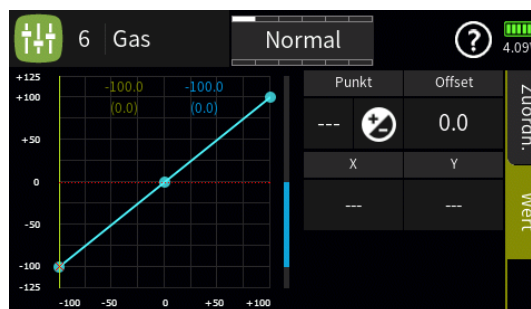 6 Gas Normal ? 4.09V
+125 -100.0 -100.0 Punkt Offset
+100 (0.0) (0.0) --- 0.0
+50 X Y
0 --- ---
-50
-100
-125
-100 -50 0 +50 +100
Zuordn.
Wert